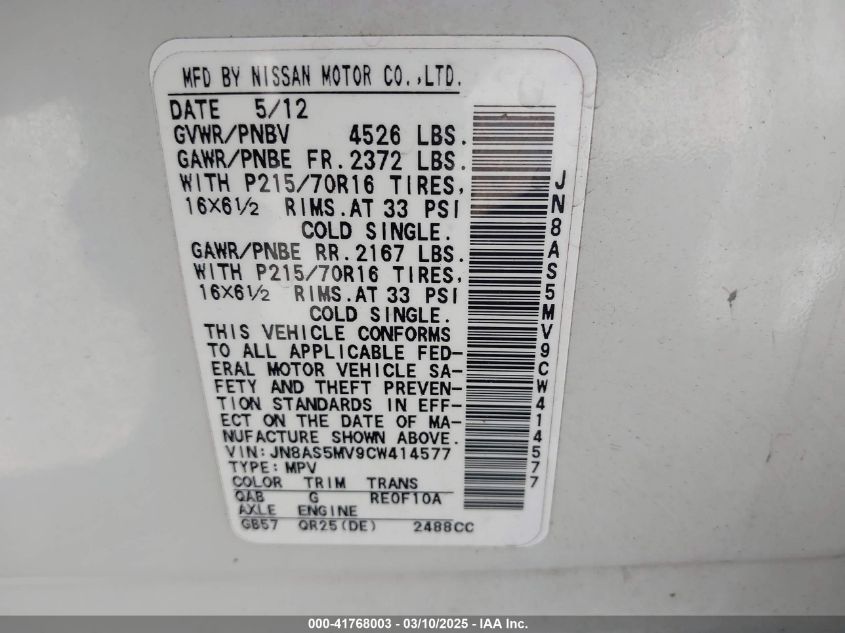 MFD BY NISSAN MOTOR CO.,LTD.
DATE 5/12
GVWR/PNBV 4526 LBS.
GAWR/PNBE FR.2372 LBS.
WITH P215/70R16 TIRES,
16X6½ RIMS.AT 33 PSI
COLD SINGLE.
GAWR/PNBE RR.2167 LBS.
WITH P215/70R16 TIRES,
16X6½ RIMS.AT 33 PSI
COLD SINGLE.
THIS VEHICLE CONFORMS
TO ALL APPLICABLE FED-
ERAL MOTOR VEHICLE SA-
FETY AND THEFT PREVEN-
TION STANDARDS IN EFF-
ECT ON THE DATE OF MA-
NUFACTURE SHOWN ABOVE.
VIN:JN8AS5MV9CW414577
TYPE:MPV
COLOR TRIM TRANS
QAB G RE0F10A
AXLE ENGINE
GB57 QR25(DE) 2488CC
JN8AS5MV9CW414577
000-41768003 - 03/10/2025 - IAA Inc.